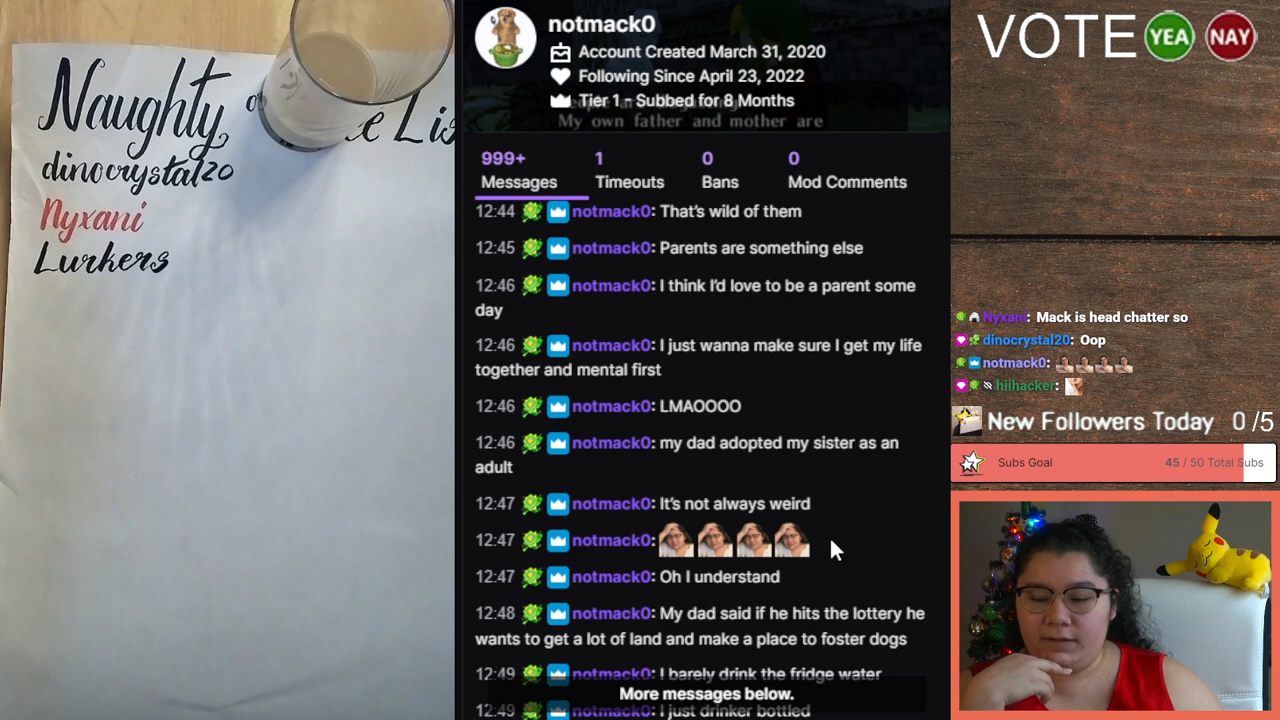 Naughty or e Lis
dinocrystal20
Nyxani
Lurkers
notmack0
Account Created March 31, 2020
Following Since April 23, 2022
Tier 1 - Subbed for 8 Months
My own father and mother are
999+ 1 0 0
Messages Timeouts Bans Mod Comments
12:44 notmack0: That's wild of them
12:45 notmack0: Parents are something else
12:46 notmack0: I think I'd love to be a parent some
day
12:46 notmack0: I just wanna make sure I get my life
together and mental first
12:46 notmack0: LMAOOOO
12:46 notmack0: my dad adopted my sister as an
adult
12:47 notmack0: It's not always weird
12:47 notmack0:
12:47 notmack0: Oh I understand
12:48 notmack0: My dad said if he hits the lottery he
wants to get a lot of land and make a place to foster dogs
12:49 notmack0: I barely drink the fridge water
More messages below.
12:49 notmack0: I just drinker bottled
VOTE YEA NAY
Nyxani: Mack is head chatter so
dinocrystal20: Oop
notmack0:
hiihacker:
New Followers Today 0 /5
Subs Goal 45 / 50 Total Subs